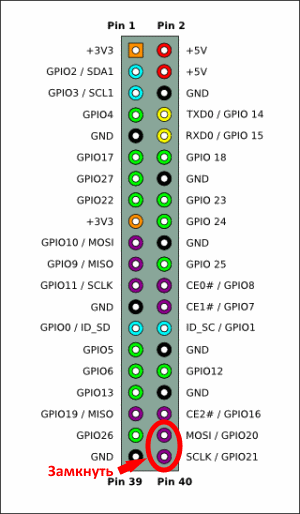 Pin 1 Pin 2
+3V3 +5V
GPIO2 / SDA1 +5V
GPIO3 / SCL1 GND
GPIO4 TXD0 / GPIO 14
GND RXD0 / GPIO 15
GPIO17 GPIO 18
GPIO27 GND
GPIO22 GPIO 23
+3V3 GPIO 24
GPIO10 / MOSI GND
GPIO9 / MISO GPIO 25
GPIO11 / SCLK CE0# / GPIO8
GND CE1# / GPIO7
GPIO0 / ID_SD ID_SC / GPIO1
GPIO5 GND
GPIO6 GPIO12
GPIO13 GND
GPIO19 / MISO CE2# / GPIO16
GPIO26 MOSI / GPIO20
GND SCLK / GPIO21
Замкнуть
Pin 39 Pin 40